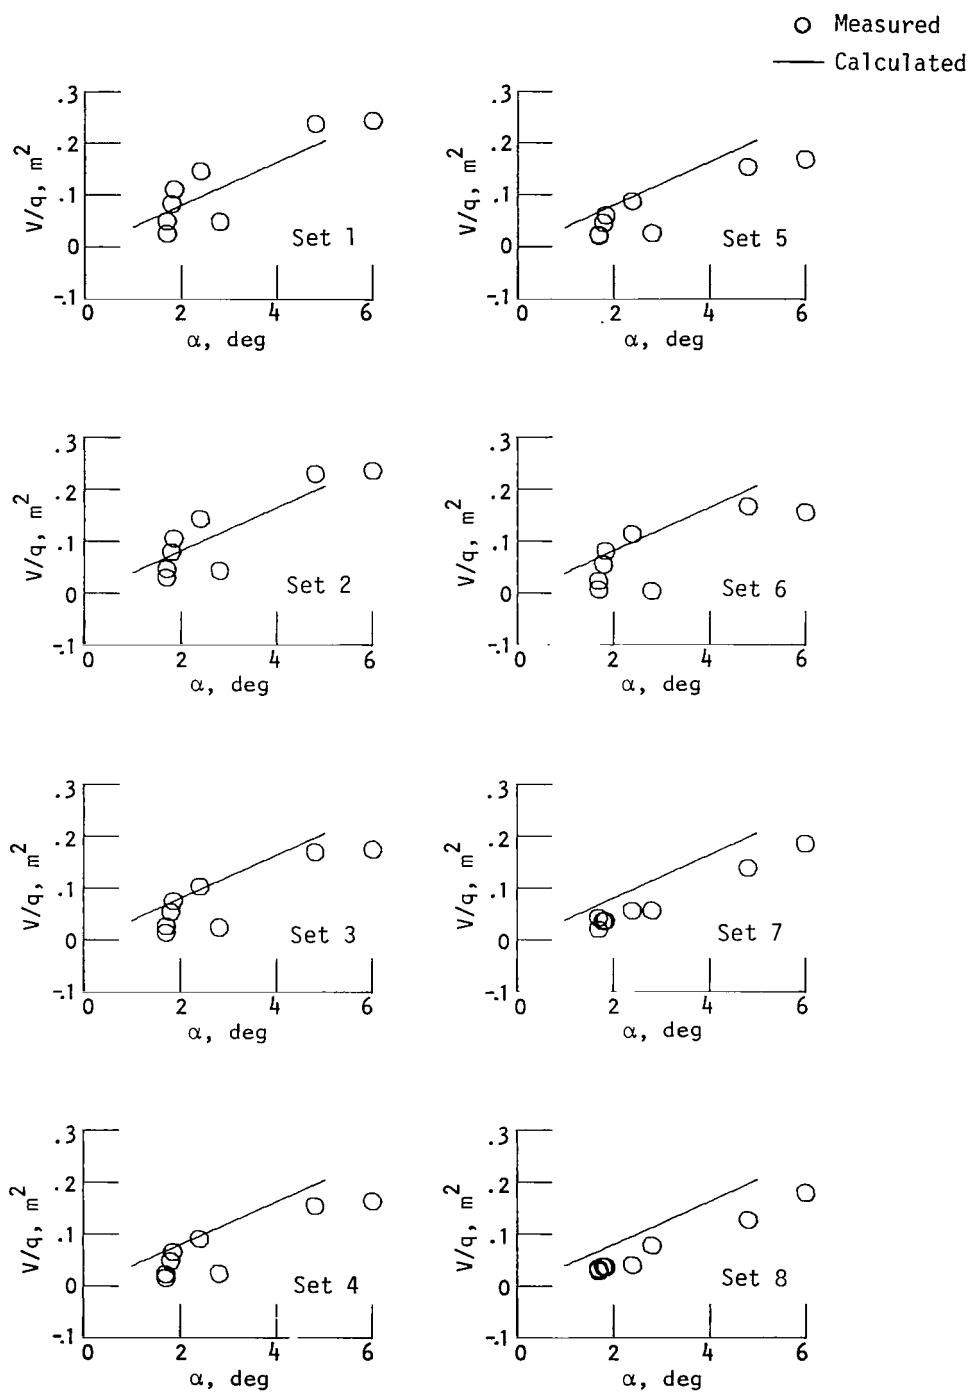 Measured
Calculated
.3
.2
.1
0
-.1
V/q, m²
Set 1
0 2 4 6
α, deg
.3
.2
.1
0
-.1
V/q, m²
Set 5
0 2 4 6
α, deg
.3
.2
.1
0
-.1
V/q, m²
Set 2
0 2 4 6
α, deg
.3
.2
.1
0
-.1
V/q, m²
Set 6
0 2 4 6
α, deg
.3
.2
.1
0
-.1
V/q, m²
Set 3
0 2 4 6
α, deg
.3
.2
.1
0
-.1
V/q, m²
Set 7
0 2 4 6
α, deg
.3
.2
.1
0
-.1
V/q, m²
Set 4
0 2 4 6
α, deg
.3
.2
.1
0
-.1
V/q, m²
Set 8
0 2 4 6
α, deg